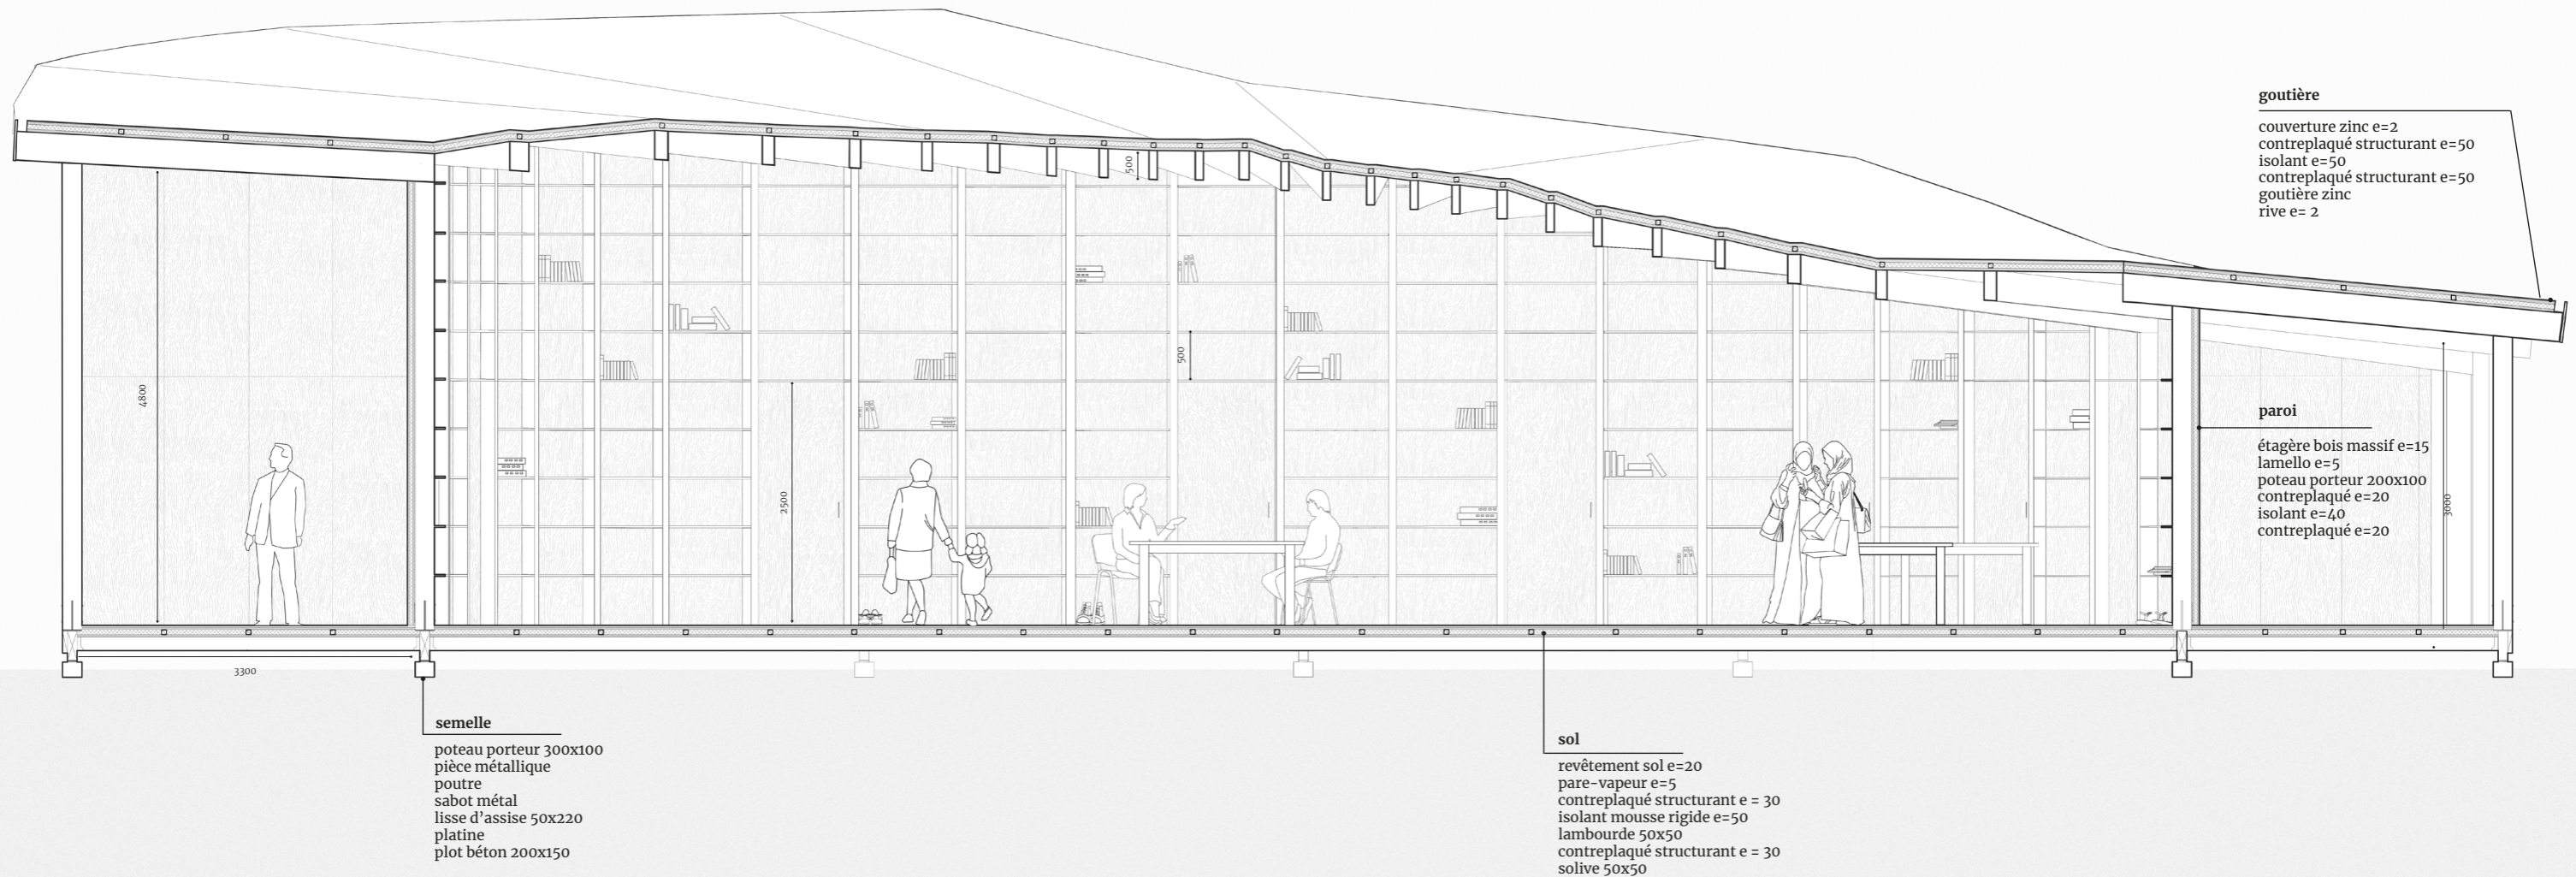 goutière
couverture zinc e=2
contreplaqué structurant e=50
isolant e=50
contreplaqué structurant e=50
goutière zinc
rive e= 2
500
500
4800
2500
paroi
étagère bois massif e=15
lamello e=5
poteau porteur 200x100
contreplaqué e=20
isolant e=40
contreplaqué e=20
3000
3300
semelle
poteau porteur 300x100
pièce métallique
poutre
sabot métal
lisse d’assise 50x220
platine
plot béton 200x150
sol
revêtement sol e=20
pare-vapeur e=5
contreplaqué structurant e = 30
isolant mousse rigide e=50
lambourde 50x50
contreplaqué structurant e = 30
solive 50x50